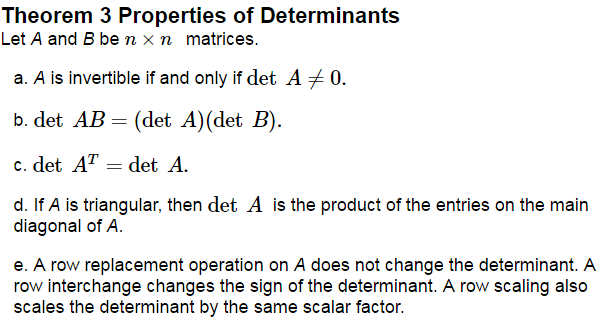 Theorem 3 Properties of Determinants
Let A and B be n × n matrices.
a. A is invertible if and only if det A ≠ 0.
b. det AB = (det A)(det B).
c. det Aᵀ = det A.
d. If A is triangular, then det A is the product of the entries on the main
diagonal of A.
e. A row replacement operation on A does not change the determinant. A
row interchange changes the sign of the determinant. A row scaling also
scales the determinant by the same scalar factor.